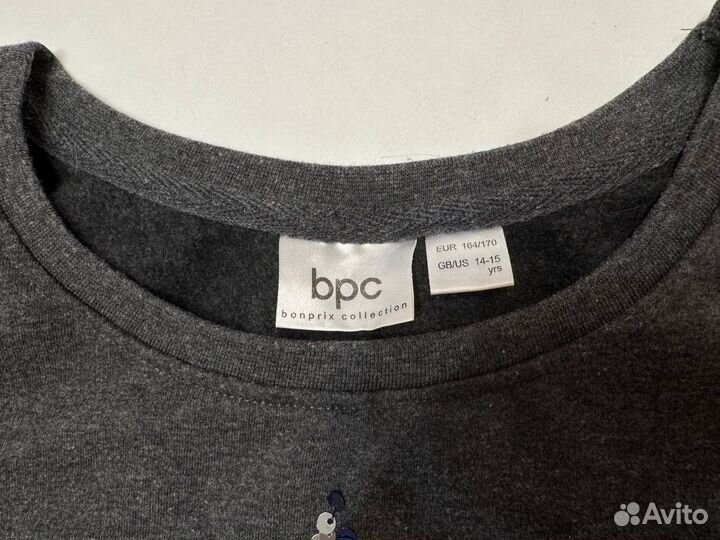 bpc
bonprix collection
EUR 164/170
GB/US 14-15
yrs
Avito